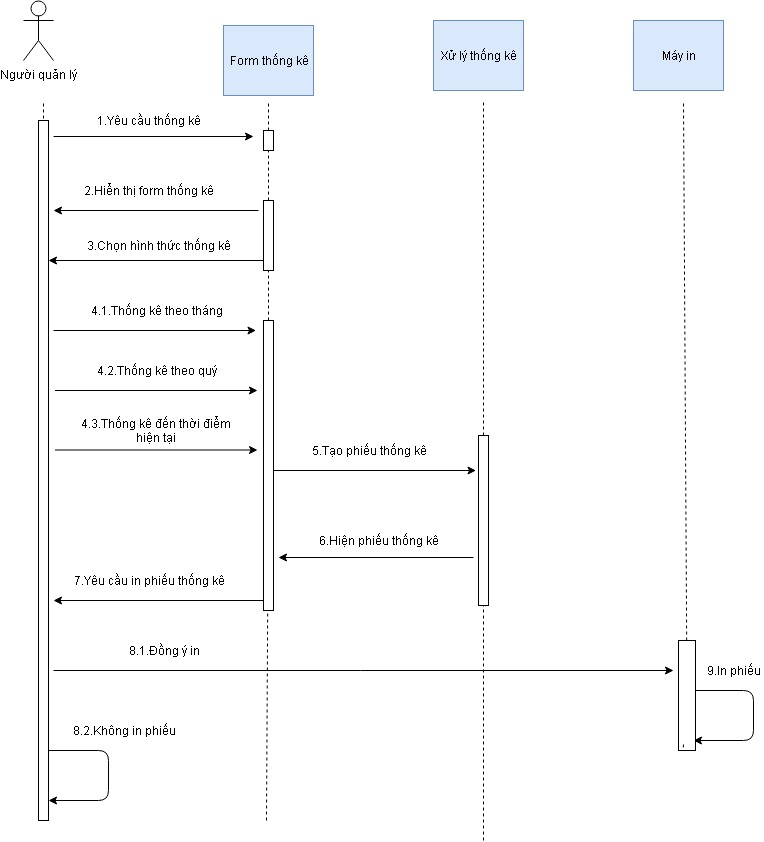 Người quản lý
Form thống kê
Xử lý thống kê
Máy in
1.Yêu cầu thống kê
2.Hiển thị form thống kê
3.Chọn hình thức thống kê
4.1.Thống kê theo tháng
4.2.Thống kê theo quý
4.3.Thống kê đến thời điểm
hiện tại
5.Tạo phiếu thống kê
6.Hiện phiếu thống kê
7.Yêu cầu in phiếu thống kê
8.1.Đồng ý in
9.In phiếu
8.2.Không in phiếu